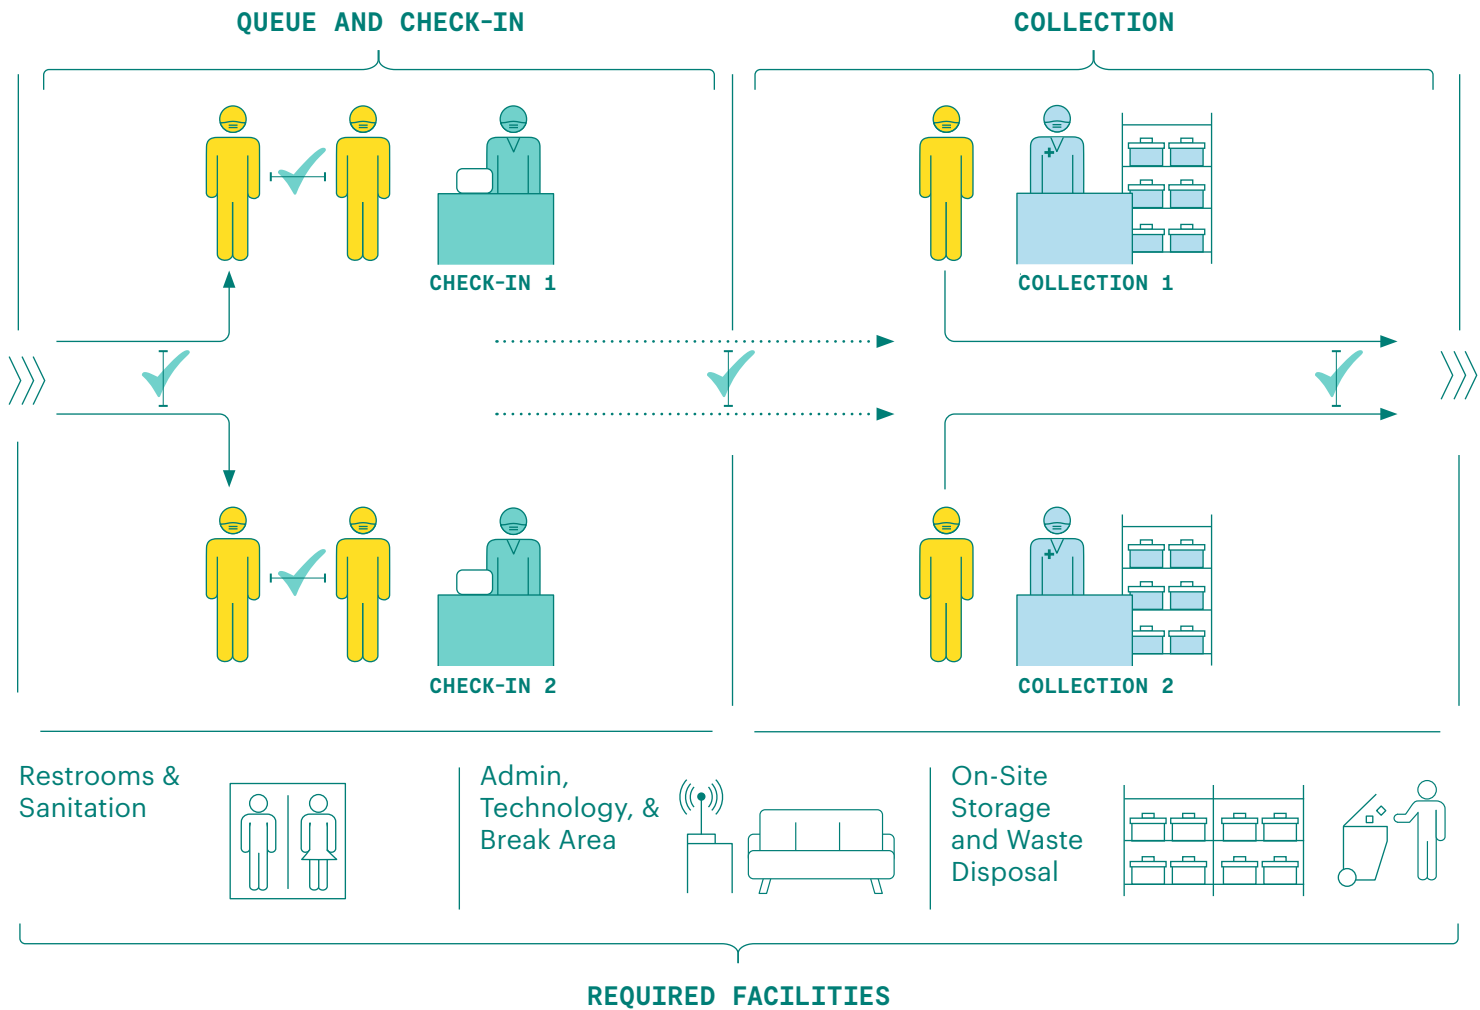 QUEUE AND CHECK-IN
COLLECTION
CHECK-IN 1
COLLECTION 1
CHECK-IN 2
COLLECTION 2
Restrooms &
Sanitation
Admin,
Technology, &
Break Area
On-Site
Storage
and Waste
Disposal
REQUIRED FACILITIES